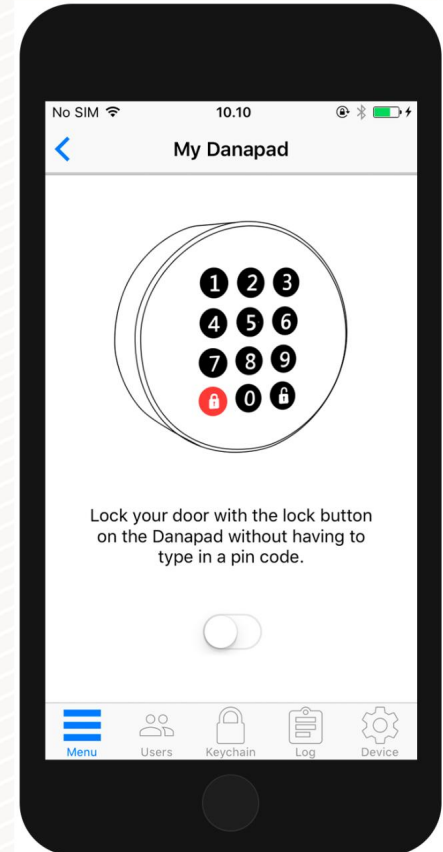 No SIM 10.10
My Danapad
1 2 3
4 5 6
7 8 9
0
Lock your door with the lock button
on the Danapad without having to
type in a pin code.
Menu Users Keychain Log Device